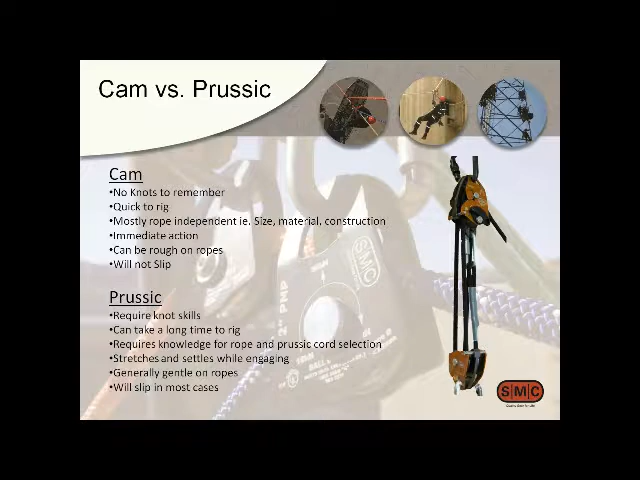 Cam vs. Prussic
Cam
•No Knots to remember
•Quick to rig
•Mostly rope independent ie. Size, material, construction
•Immediate action
•Can be rough on ropes
•Will not Slip
Prussic
•Require knot skills
•Can take a long time to rig
•Requires knowledge for rope and prussic cord selection
•Stretches and settles while engaging
•Generally gentle on ropes
•Will slip in most cases
SMC
2" PMP
SMC